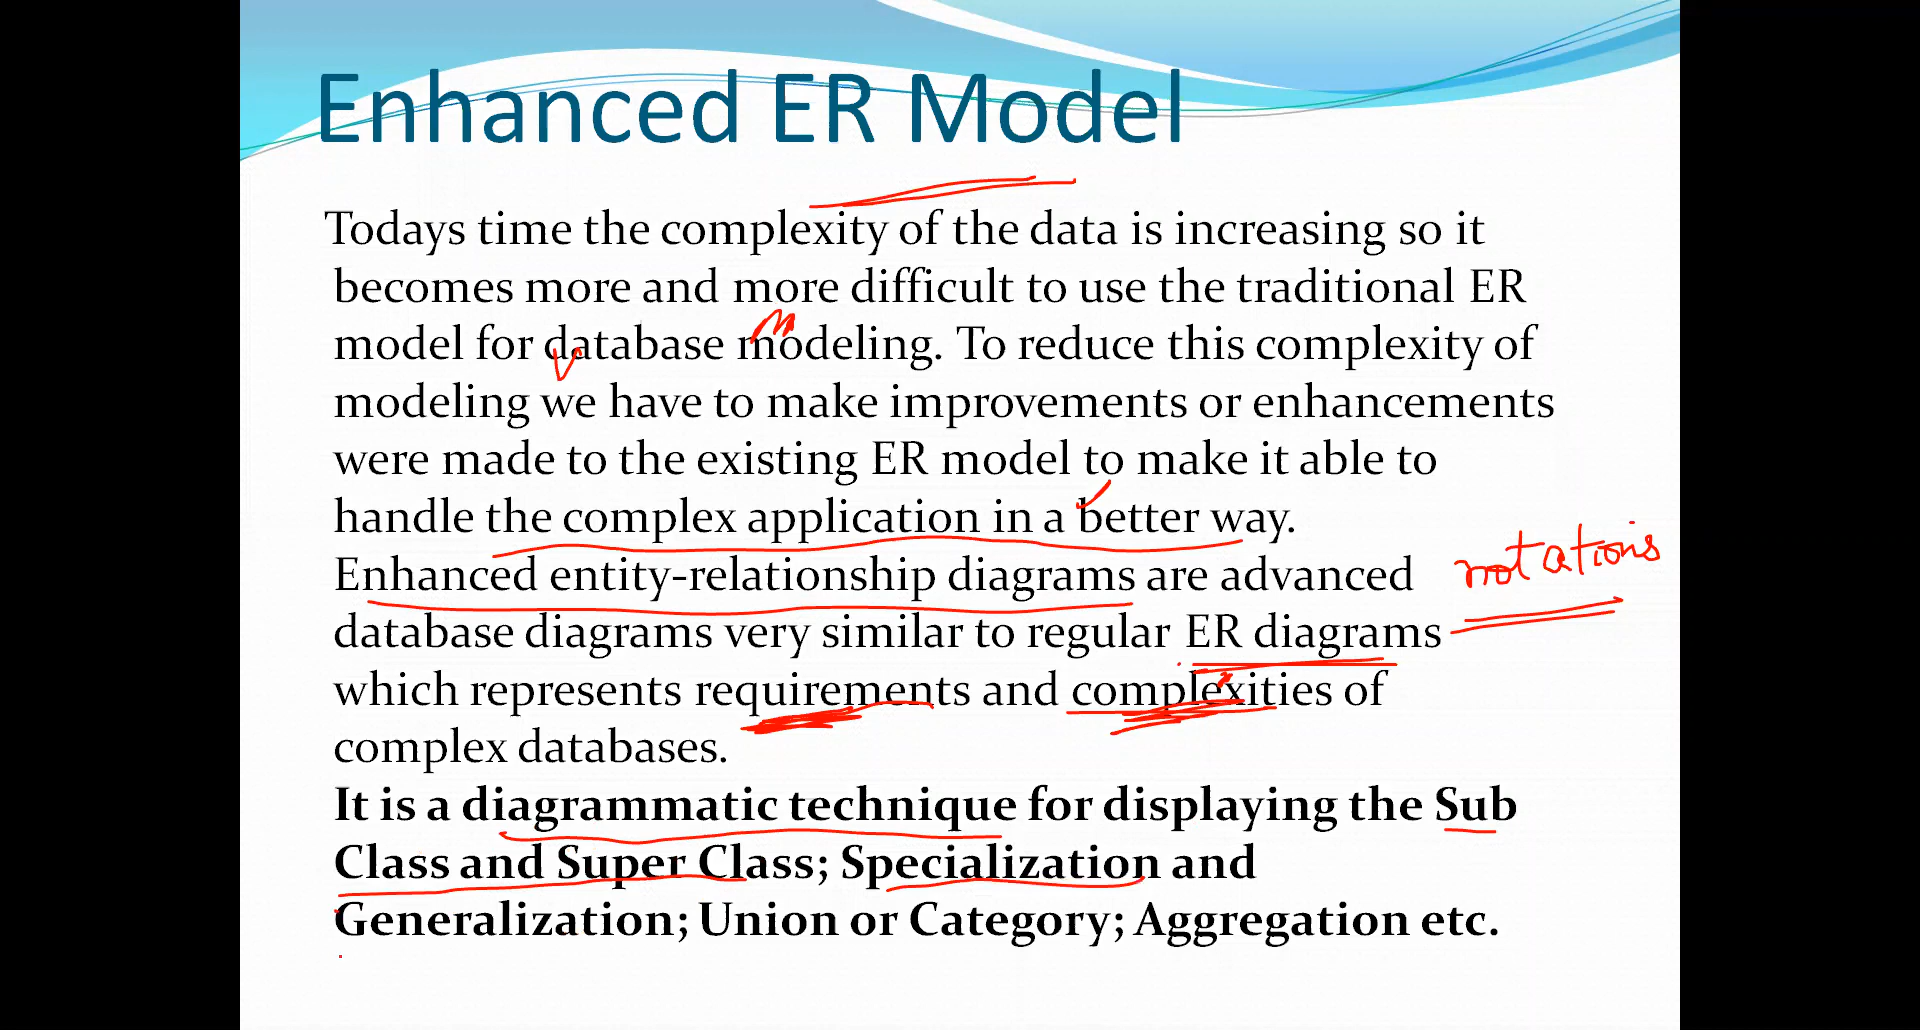 Enhanced ER Model
Todays time the complexity of the data is increasing so it
becomes more and more difficult to use the traditional ER
model for database modeling. To reduce this complexity of
modeling we have to make improvements or enhancements
were made to the existing ER model to make it able to
handle the complex application in a better way.
Enhanced entity-relationship diagrams are advanced
notations
database diagrams very similar to regular ER diagrams
which represents requirements and complexities of
complex databases.
It is a diagrammatic technique for displaying the Sub
Class and Super Class; Specialization and
Generalization; Union or Category; Aggregation etc.